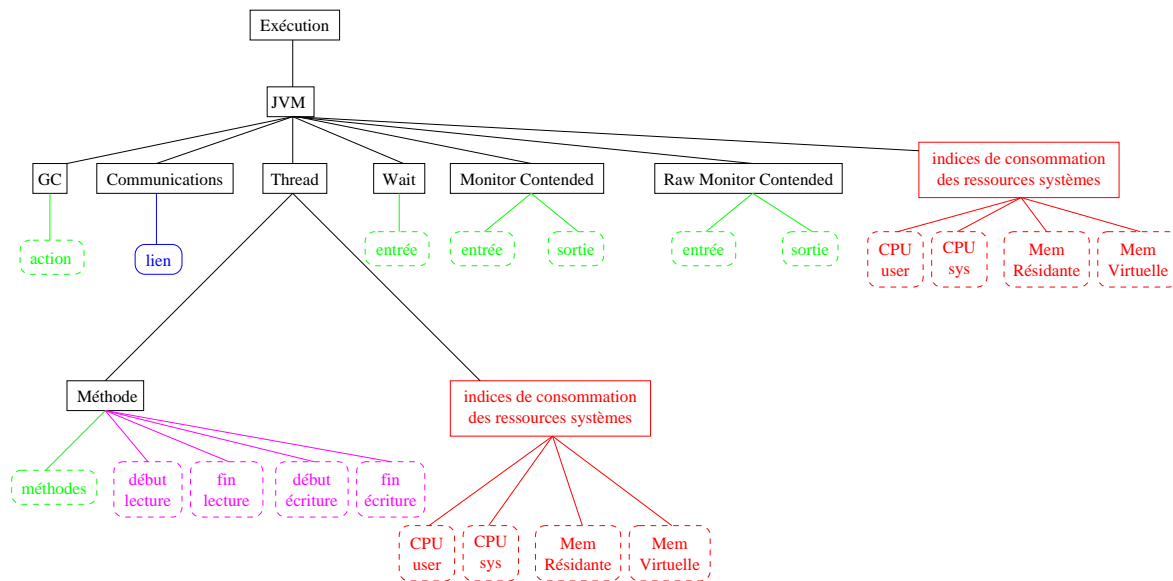 Exécution
JVM
GC
Communications
Thread
Wait
Monitor Contended
Raw Monitor Contended
indices de consommation
des ressources systèmes
action
lien
entrée
entrée
sortie
entrée
sortie
CPU
user
CPU
sys
Mem
Résidante
Mem
Virtuelle
Méthode
indices de consommation
des ressources systèmes
méthodes
début
lecture
fin
lecture
début
écriture
fin
écriture
CPU
user
CPU
sys
Mem
Résidante
Mem
Virtuelle